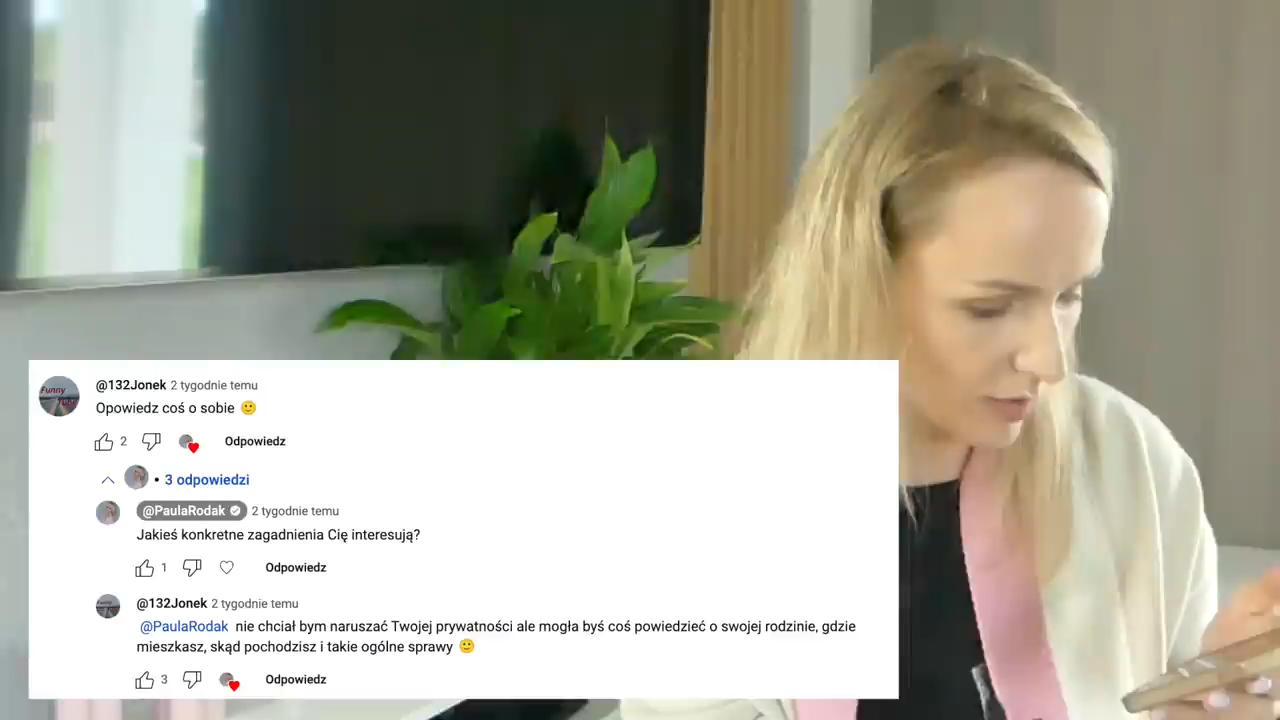 Funny
@132Jonek 2 tygodnie temu
Opowiedz coś o sobie 🙂
2 Odpowiedz
• 3 odpowiedzi
@PaulaRodak 2 tygodnie temu
Jakieś konkretne zagadnienia Cię interesują?
1 Odpowiedz
@132Jonek 2 tygodnie temu
@PaulaRodak nie chciał bym naruszać Twojej prywatności ale mogła byś coś powiedzieć o swojej rodzinie, gdzie
mieszkasz, skąd pochodzisz i takie ogólne sprawy 🙂
3 Odpowiedz